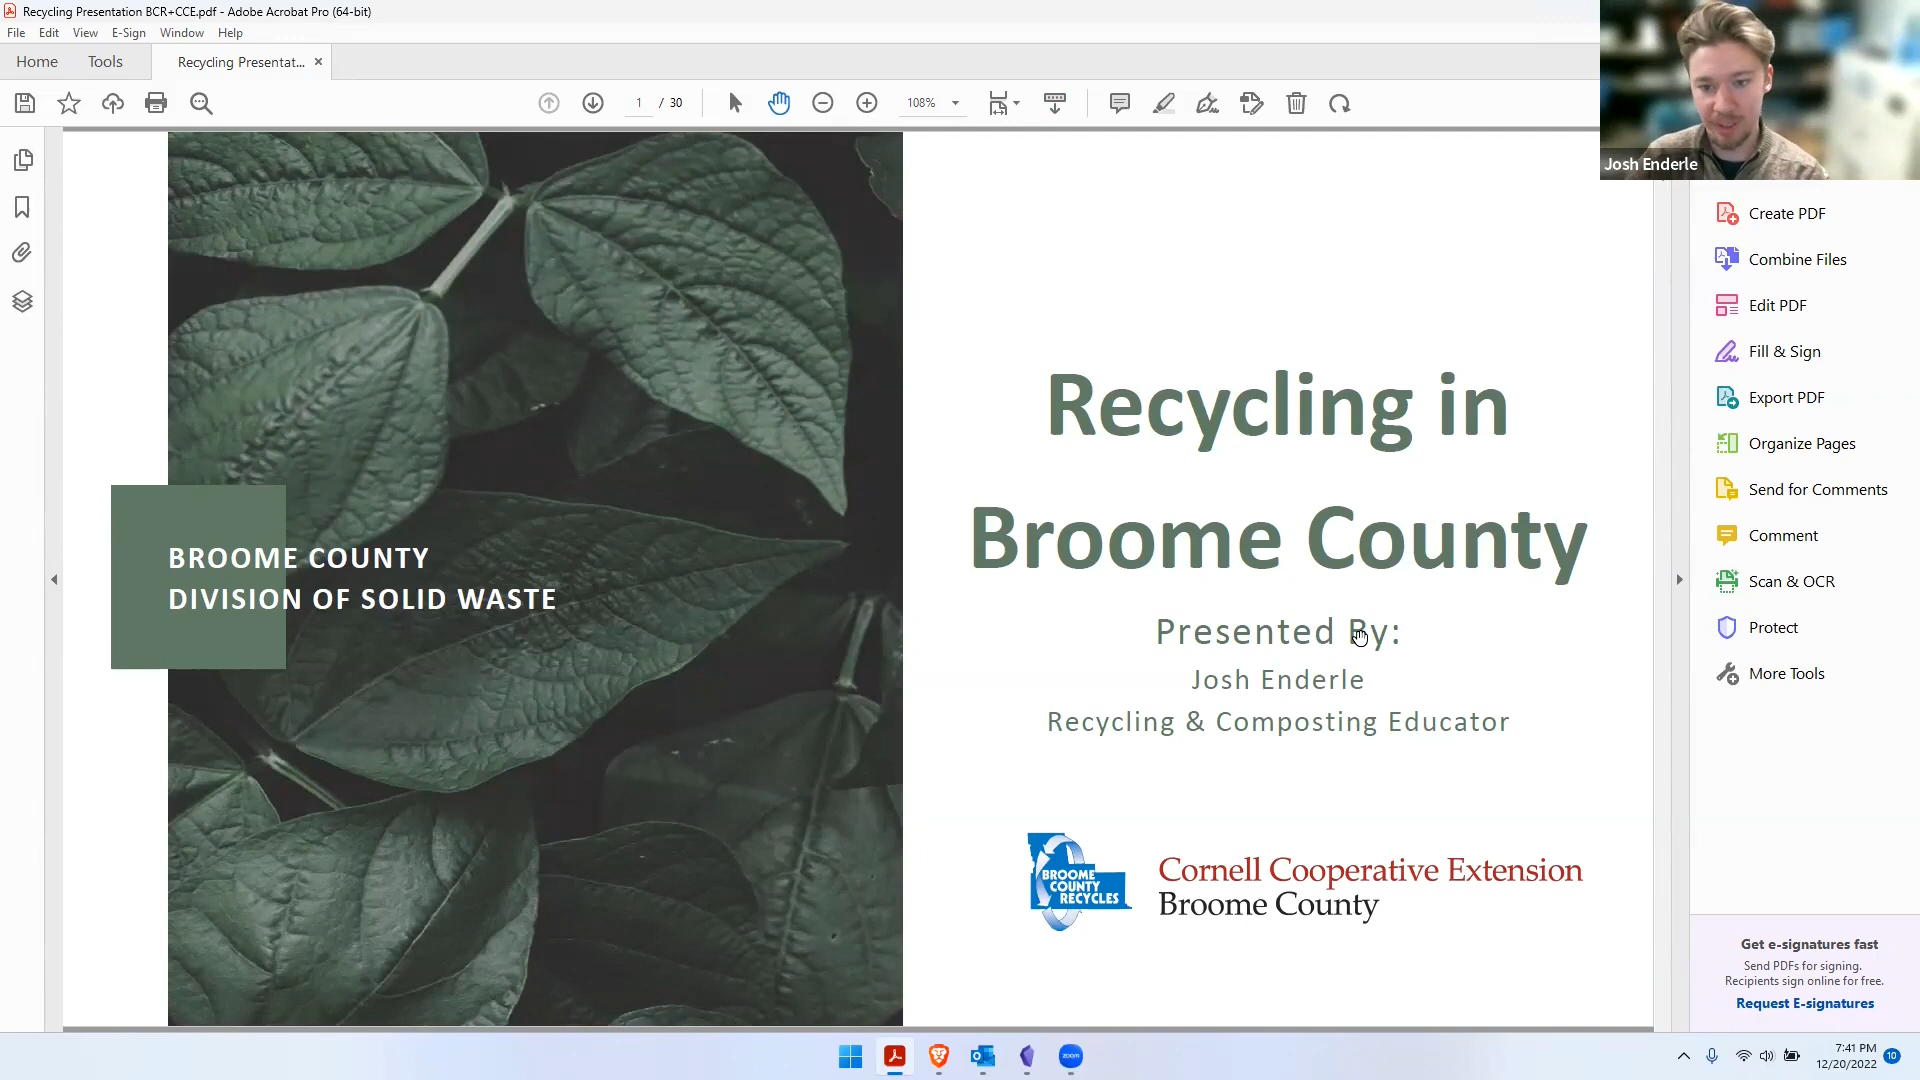 Recycling Presentation BCR+CCE.pdf - Adobe Acrobat Pro (64-bit)
File Edit View E-Sign Window Help
Home Tools Recycling Presentat... ×
1 / 30 108%
Josh Enderle
Create PDF
Combine Files
Edit PDF
Fill & Sign
Export PDF
Organize Pages
Send for Comments
Comment
Scan & OCR
Protect
More Tools
BROOME COUNTY
DIVISION OF SOLID WASTE
Recycling in
Broome County
Presented By:
Josh Enderle
Recycling & Composting Educator
BROOME
COUNTY
RECYCLES
Cornell Cooperative Extension
Broome County
Get e-signatures fast
Send PDFs for signing.
Recipients sign online for free.
Request E-signatures
zoom
7:41 PM
12/20/2022
10